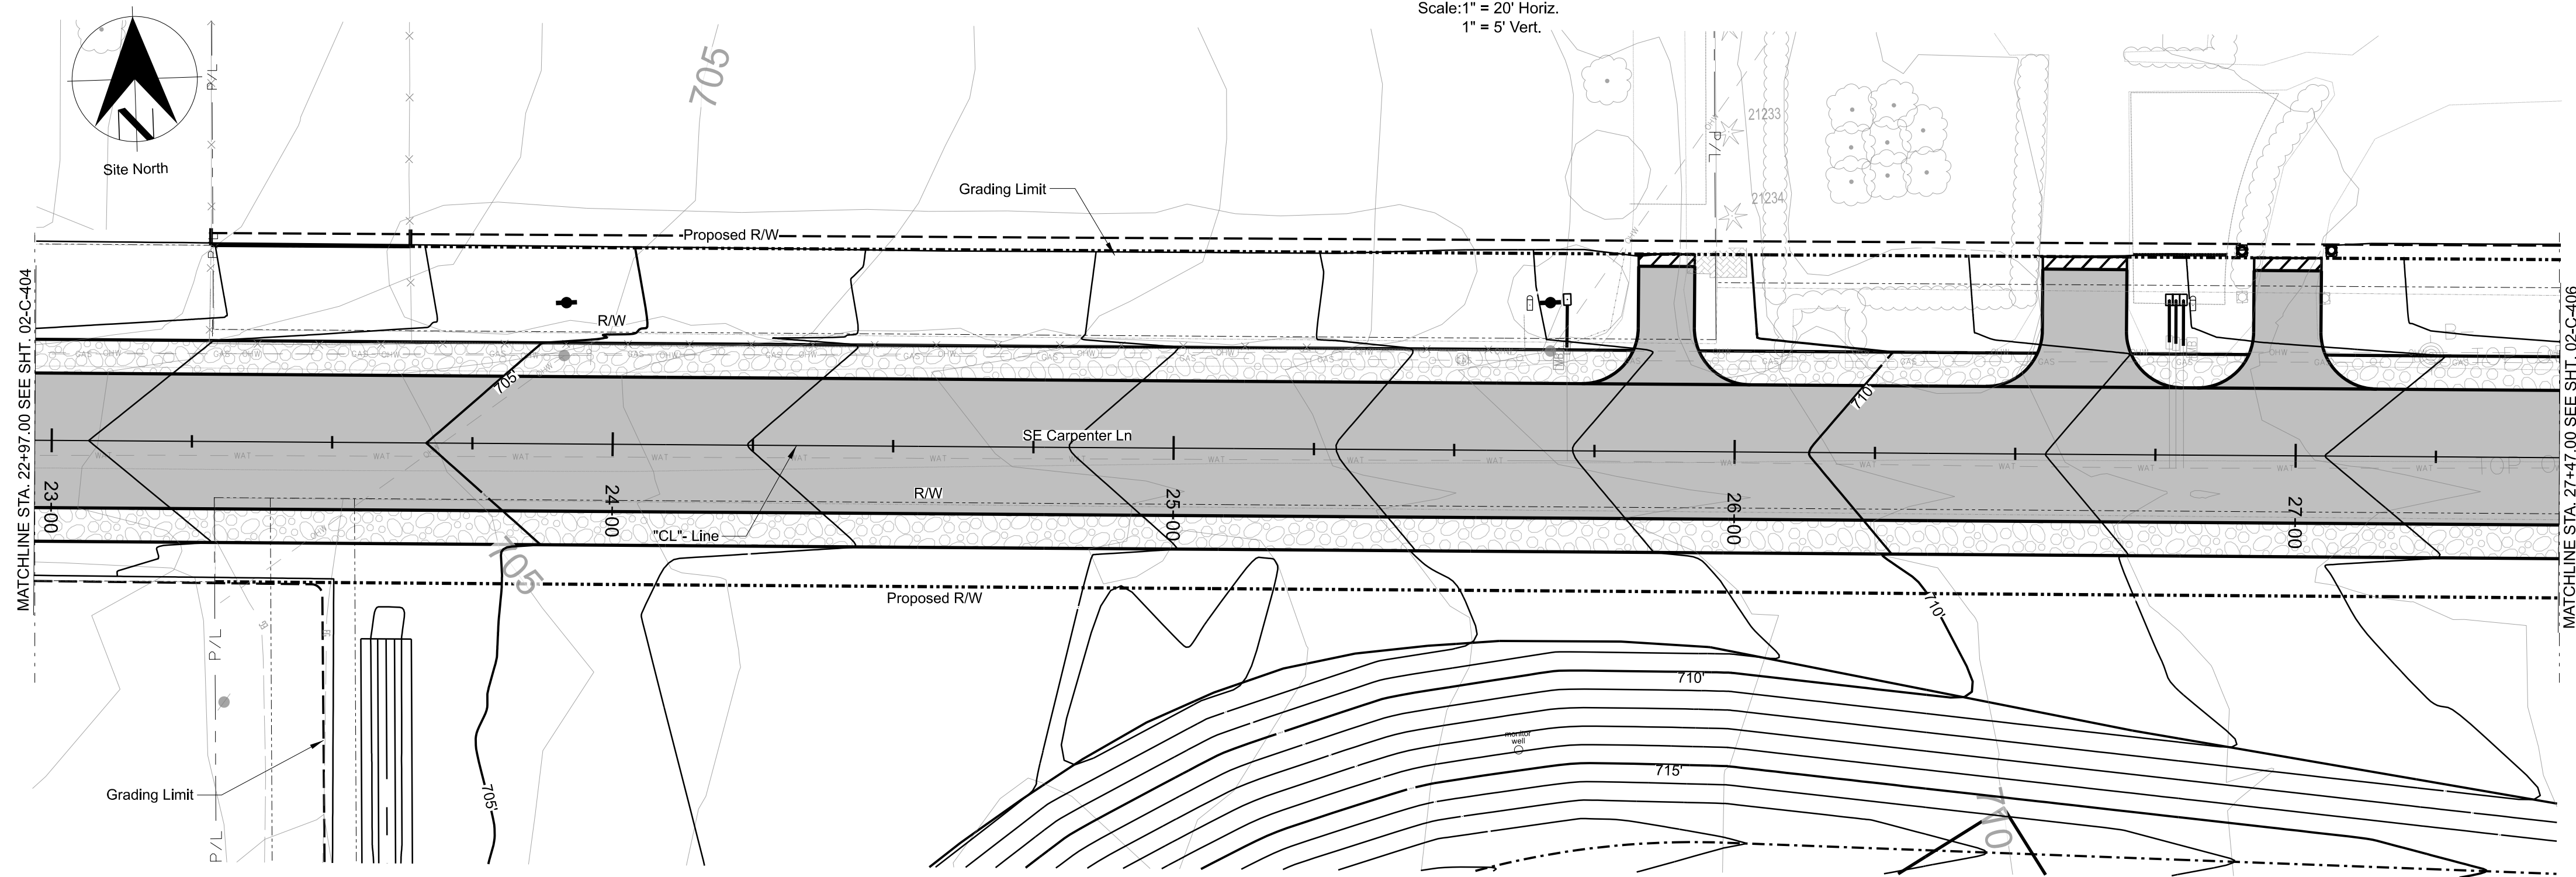 Scale:1" = 20' Horiz.
1" = 5' Vert.
Site North
P/L
705
Grading Limit
21233
21234
P/L
Proposed R/W
R/W
GAS
OHW
705'
710'
SE Carpenter Ln
WAT
R/W
"CL"- Line
23+00
24+00
25+00
26+00
27+00
MATCHLINE STA. 22+97.00 SEE SHT. 02-C-404
MATCHLINE STA. 27+47.00 SEE SHT. 02-C-406
705
Proposed R/W
710'
P/L
710'
monitor
well
715'
Grading Limit
705'
P/L
710